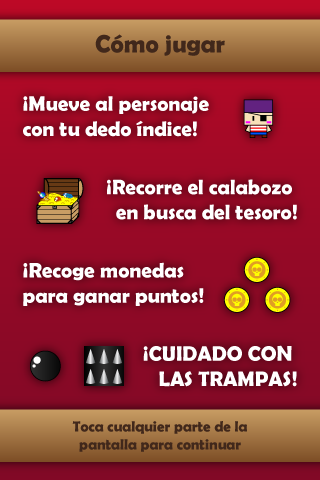 Cómo jugar
¡Mueve al personaje
con tu dedo índice!
¡Recorre el calabozo
en busca del tesoro!
¡Recoge monedas
para ganar puntos!
¡CUIDADO CON
LAS TRAMPAS!
Toca cualquier parte de la
pantalla para continuar